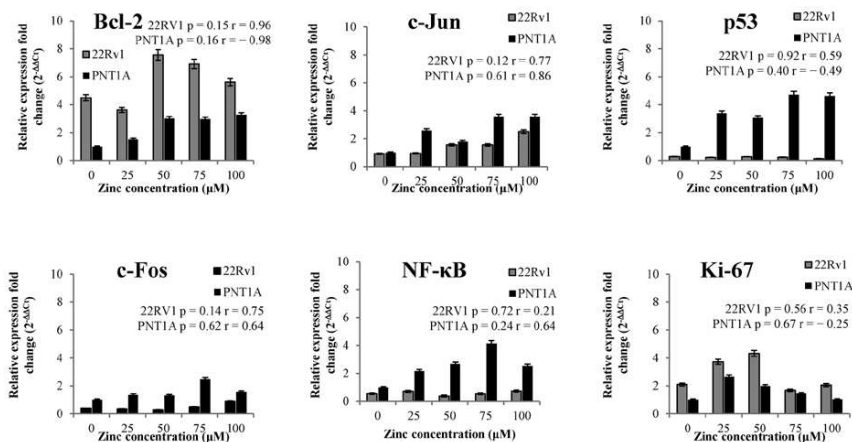 Bcl-2
22RV1 p = 0.15 r = 0.96
PNT1A p = 0.16 r = − 0.98
22Rv1
PNT1A
Relative expression fold
change (2-ΔΔCt)
10
8
6
4
2
0
0 25 50 75 100
Zinc concentration (μM)
c-Jun
22Rv1
PNT1A
22RV1 p = 0.12 r = 0.77
PNT1A p = 0.61 r = 0.86
Relative expression fold
change (2-ΔΔCt)
10
8
6
4
2
0
0 25 50 75 100
Zinc concentration (μM)
p53
22Rv1
PNT1A
22RV1 p = 0.92 r = 0.59
PNT1A p = 0.40 r = − 0.49
Relative expression fold
change (2-ΔΔCt)
10
8
6
4
2
0
0 25 50 75 100
Zinc concentration (μM)
c-Fos
22Rv1
PNT1A
22RV1 p = 0.14 r = 0.75
PNT1A p = 0.62 r = 0.64
Relative expression fold
change (2-ΔΔCt)
10
8
6
4
2
0
0 25 50 75 100
Zinc concentration (μM)
NF-κB
22Rv1
PNT1A
22RV1 p = 0.72 r = 0.21
PNT1A p = 0.24 r = 0.64
Relative expression fold
change (2-ΔΔCt)
10
8
6
4
2
0
0 25 50 75 100
Zinc concentration (μM)
Ki-67
22Rv1
PNT1A
22RV1 p = 0.56 r = 0.35
PNT1A p = 0.67 r = − 0.25
Relative expression fold
change (2-ΔΔCt)
10
8
6
4
2
0
0 25 50 75 100
Zinc concentration (μM)